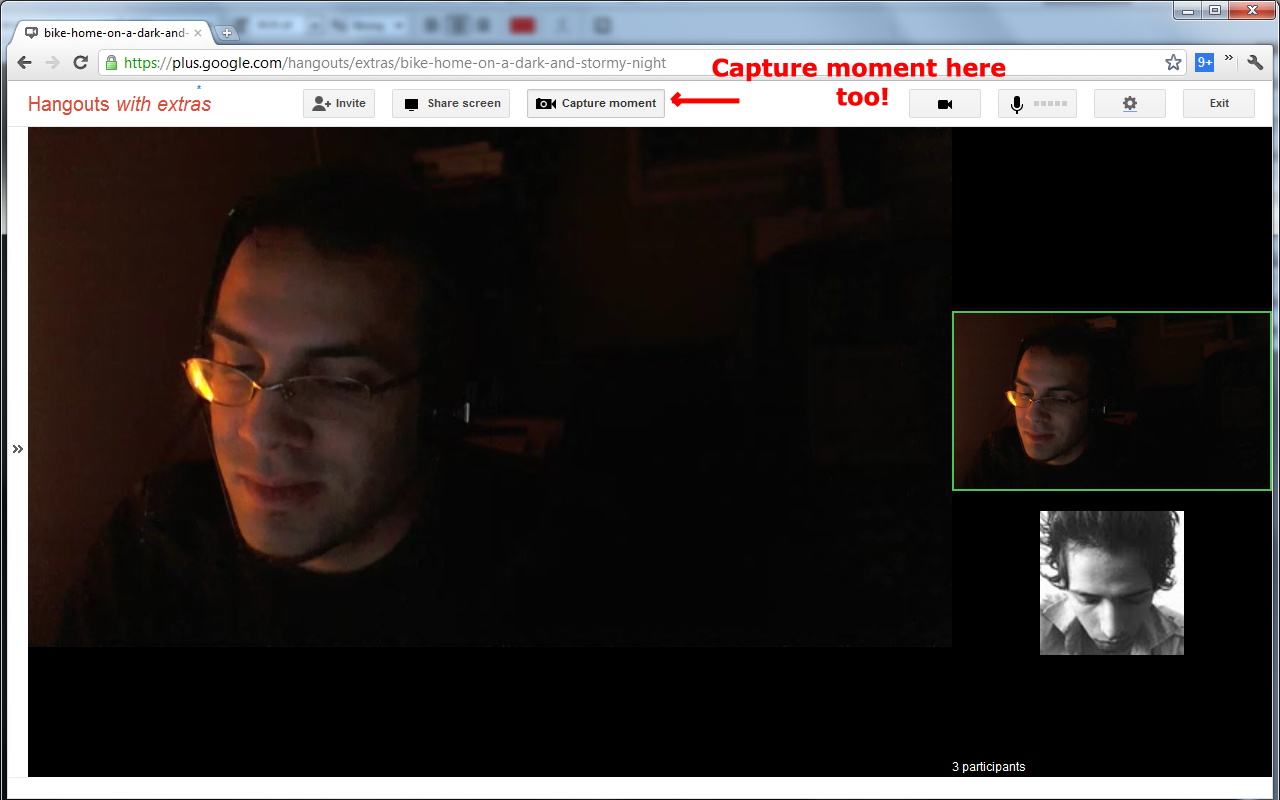 bike-home-on-a-dark-and-
https://plus.google.com/hangouts/extras/bike-home-on-a-dark-and-stormy-night
9+
Capture moment here
too!
Hangouts with extras
Invite
Share screen
Capture moment
Exit
3 participants